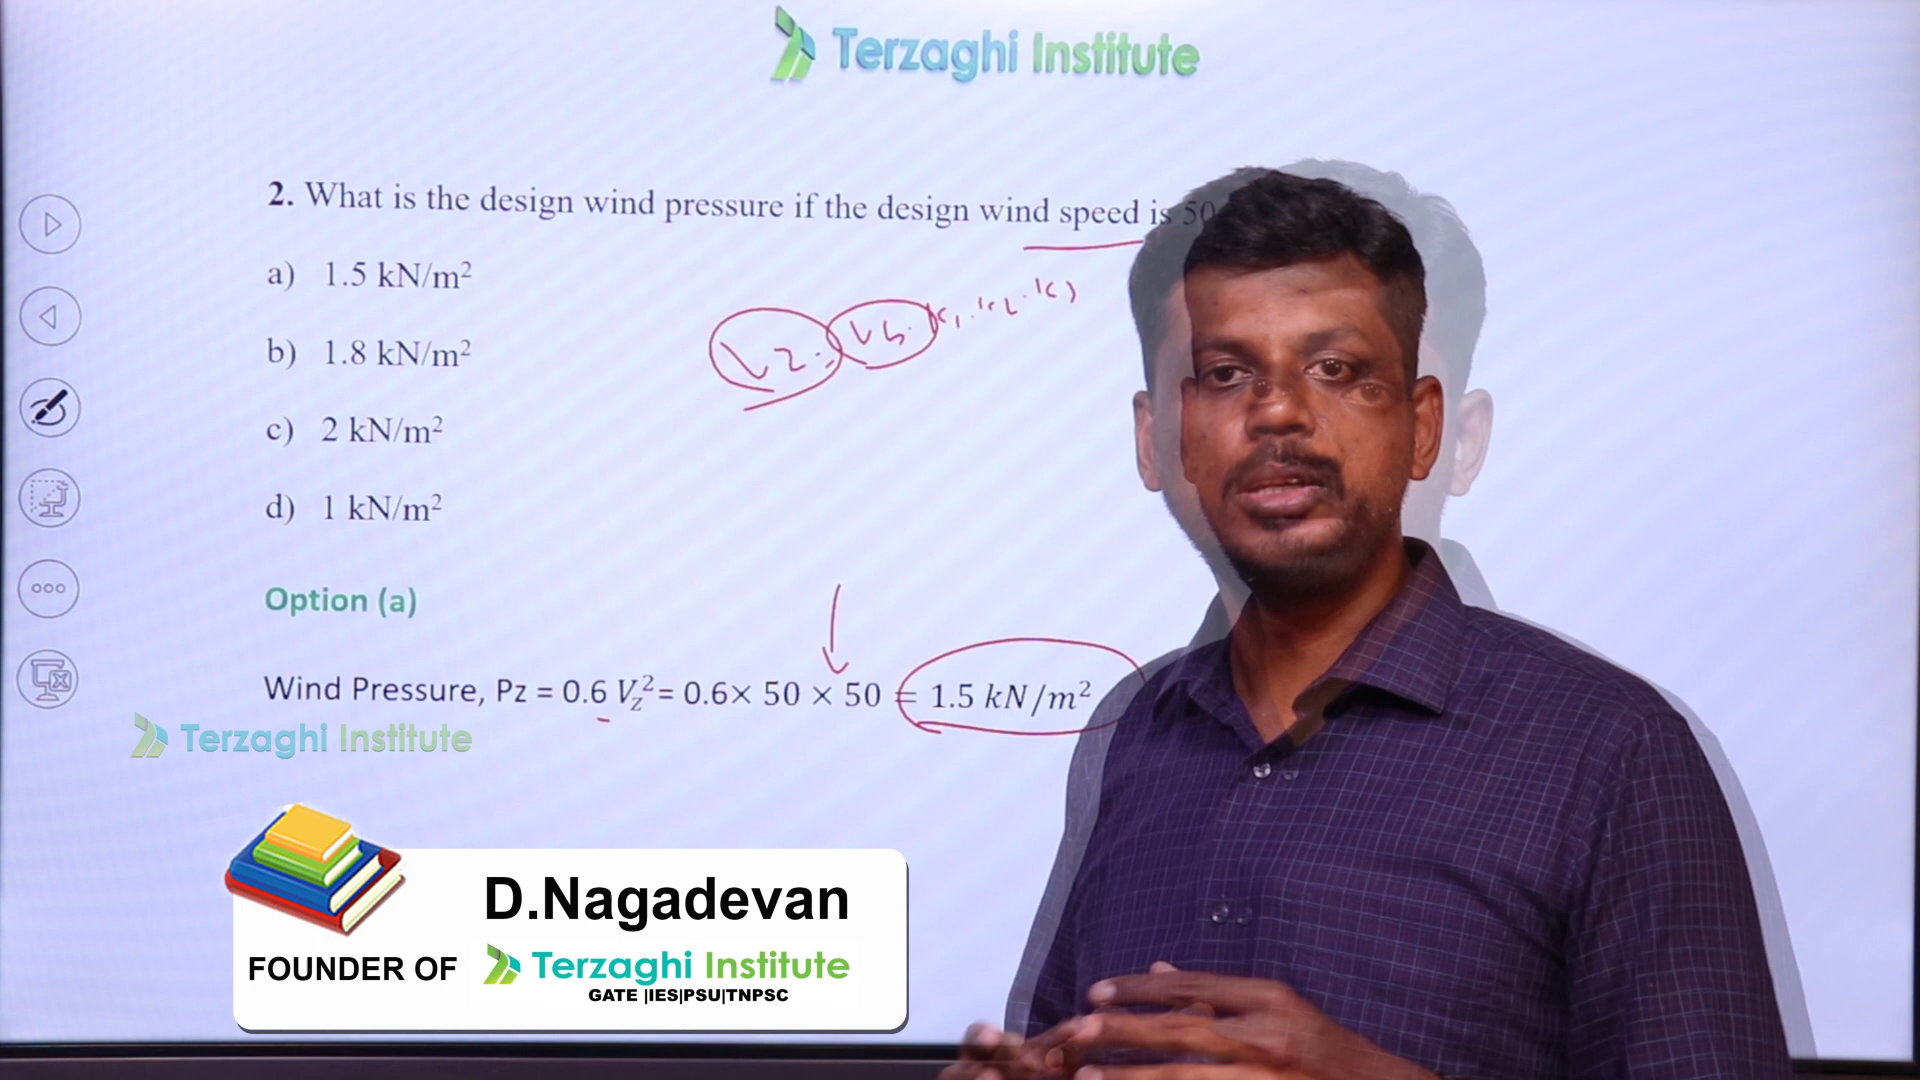 Terzaghi Institute
2. What is the design wind pressure if the design wind speed is 50
a) 1.5 kN/m²
b) 1.8 kN/m²
c) 2 kN/m²
d) 1 kN/m²
Option (a)
Wind Pressure, Pz = 0.6 V_z² = 0.6× 50 × 50 = 1.5 kN/m²
Terzaghi Institute
D.Nagadevan
FOUNDER OF Terzaghi Institute
GATE |IES|PSU|TNPSC